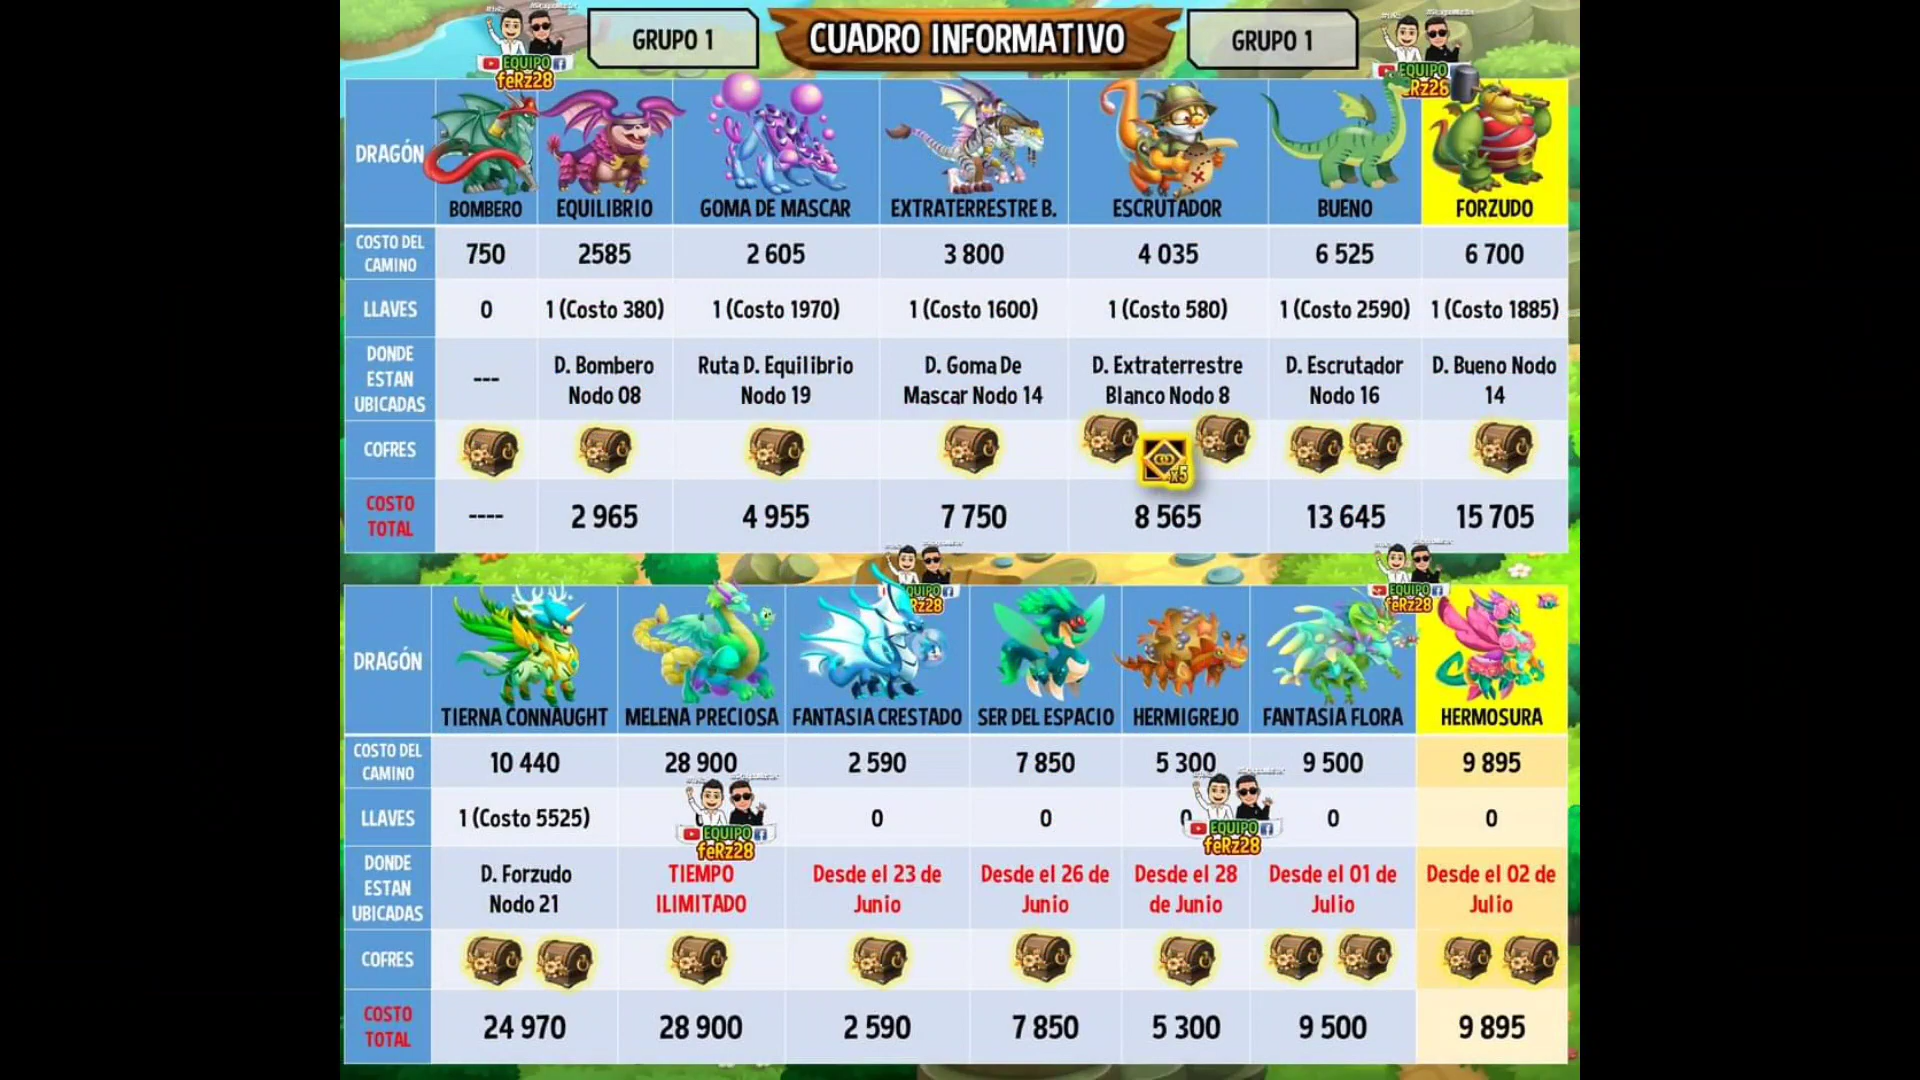 GRUPO 1
CUADRO INFORMATIVO
GRUPO 1
EQUIPO
feRz28
EQUIPO
DRAGÓN
BOMBERO
EQUILIBRIO
GOMA DE MASCAR
EXTRATERRESTRE B.
ESCRUTADOR
BUENO
FORZUDO
COSTO DEL
CAMINO
750
2585
2 605
3 800
4 035
6 525
6 700
LLAVES
0
1 (Costo 380)
1 (Costo 1970)
1 (Costo 1600)
1 (Costo 580)
1 (Costo 2590)
1 (Costo 1885)
DONDE
ESTAN
UBICADAS
---
D. Bombero
Nodo 08
Ruta D. Equilibrio
Nodo 19
D. Goma De
Mascar Nodo 14
D. Extraterrestre
Blanco Nodo 8
D. Escrutador
Nodo 16
D. Bueno Nodo
14
COFRES
x5
COSTO
TOTAL
----
2 965
4 955
7 750
8 565
13 645
15 705
EQUIPO
feRz28
DRAGÓN
TIERNA CONNAUGHT
MELENA PRECIOSA
FANTASIA CRESTADO
SER DEL ESPACIO
HERMIGREJO
FANTASIA FLORA
HERMOSURA
COSTO DEL
CAMINO
10 440
28 900
2 590
7 850
5 300
9 500
9 895
LLAVES
1 (Costo 5525)
EQUIPO
feRz28
0
0
0
EQUIPO
feRz28
0
0
DONDE
ESTAN
UBICADAS
D. Forzudo
Nodo 21
TIEMPO
ILIMITADO
Desde el 23 de
Junio
Desde el 26 de
Junio
Desde el 28
de Junio
Desde el 01 de
Julio
Desde el 02 de
Julio
COFRES
COSTO
TOTAL
24 970
28 900
2 590
7 850
5 300
9 500
9 895